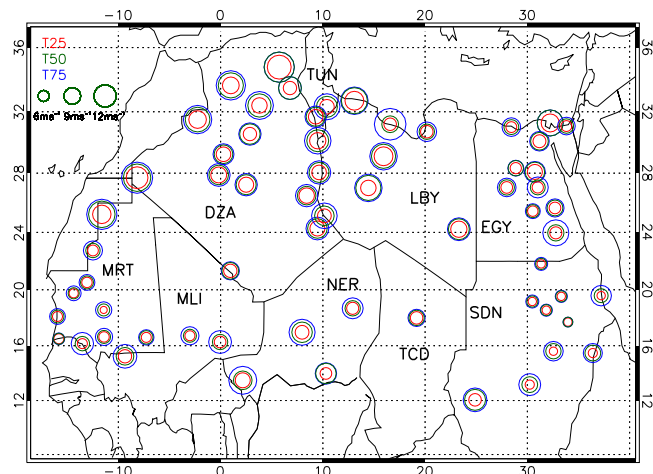 −10 0 10 20 30
36 36
T25
T50
T75
TUN
6ms⁻¹ 9ms⁻¹ 12ms⁻¹
32 32
28 28
DZA LBY
EGY
24 24
MRT
NER
20 20
MLI
SDN
16 16
TCD
12 12
−10 0 10 20 30